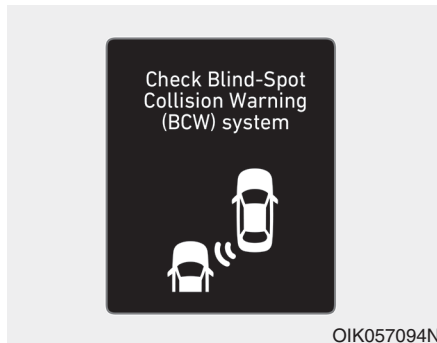 Check Blind-Spot
Collision Warning
(BCW) system
OIK057094N